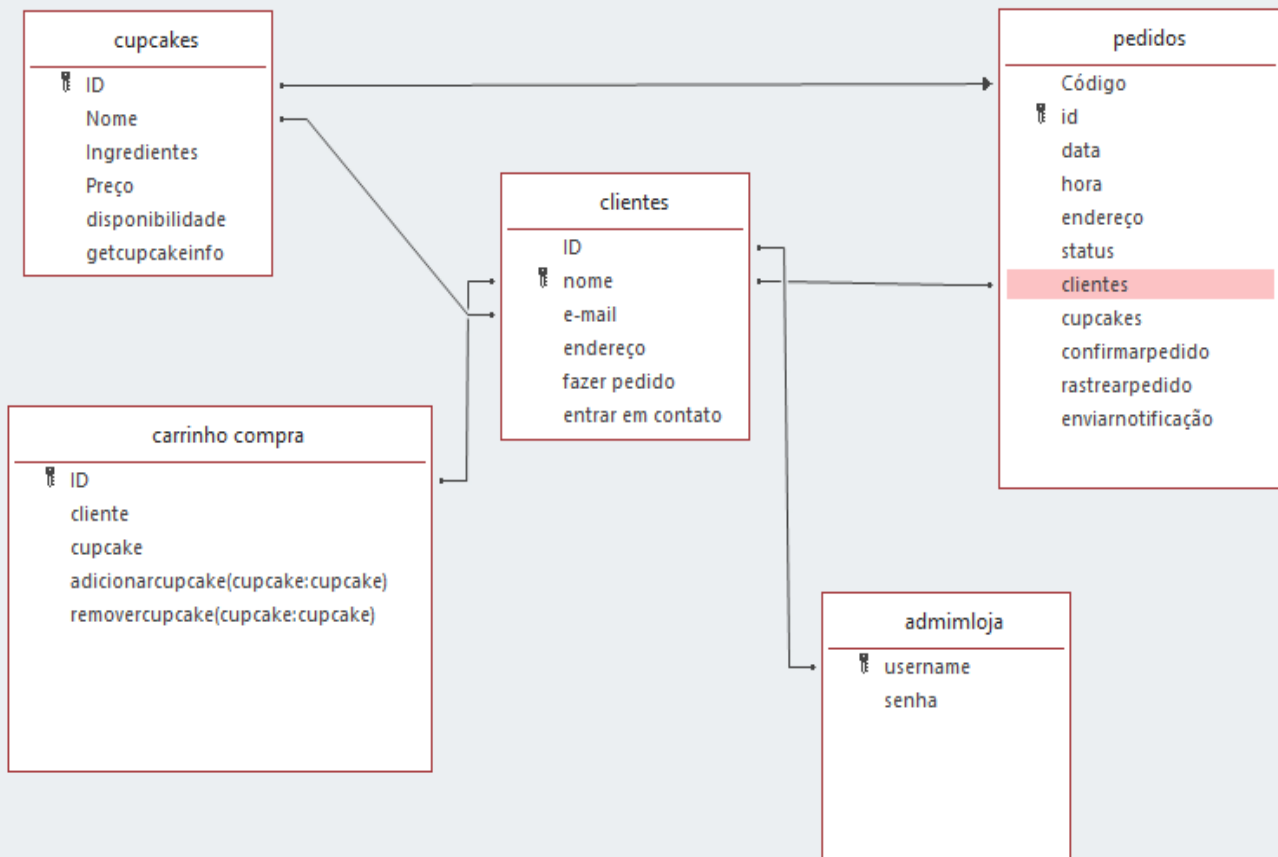 cupcakes
ID
Nome
Ingredientes
Preço
disponibilidade
getcupcakeinfo
pedidos
Código
id
data
hora
endereço
status
clientes
cupcakes
confirmarpedido
rastrearpedido
enviarnotificação
clientes
ID
nome
e-mail
endereço
fazer pedido
entrar em contato
carrinho compra
ID
cliente
cupcake
adicionarcupcake(cupcake:cupcake)
removercupcake(cupcake:cupcake)
admimloja
username
senha